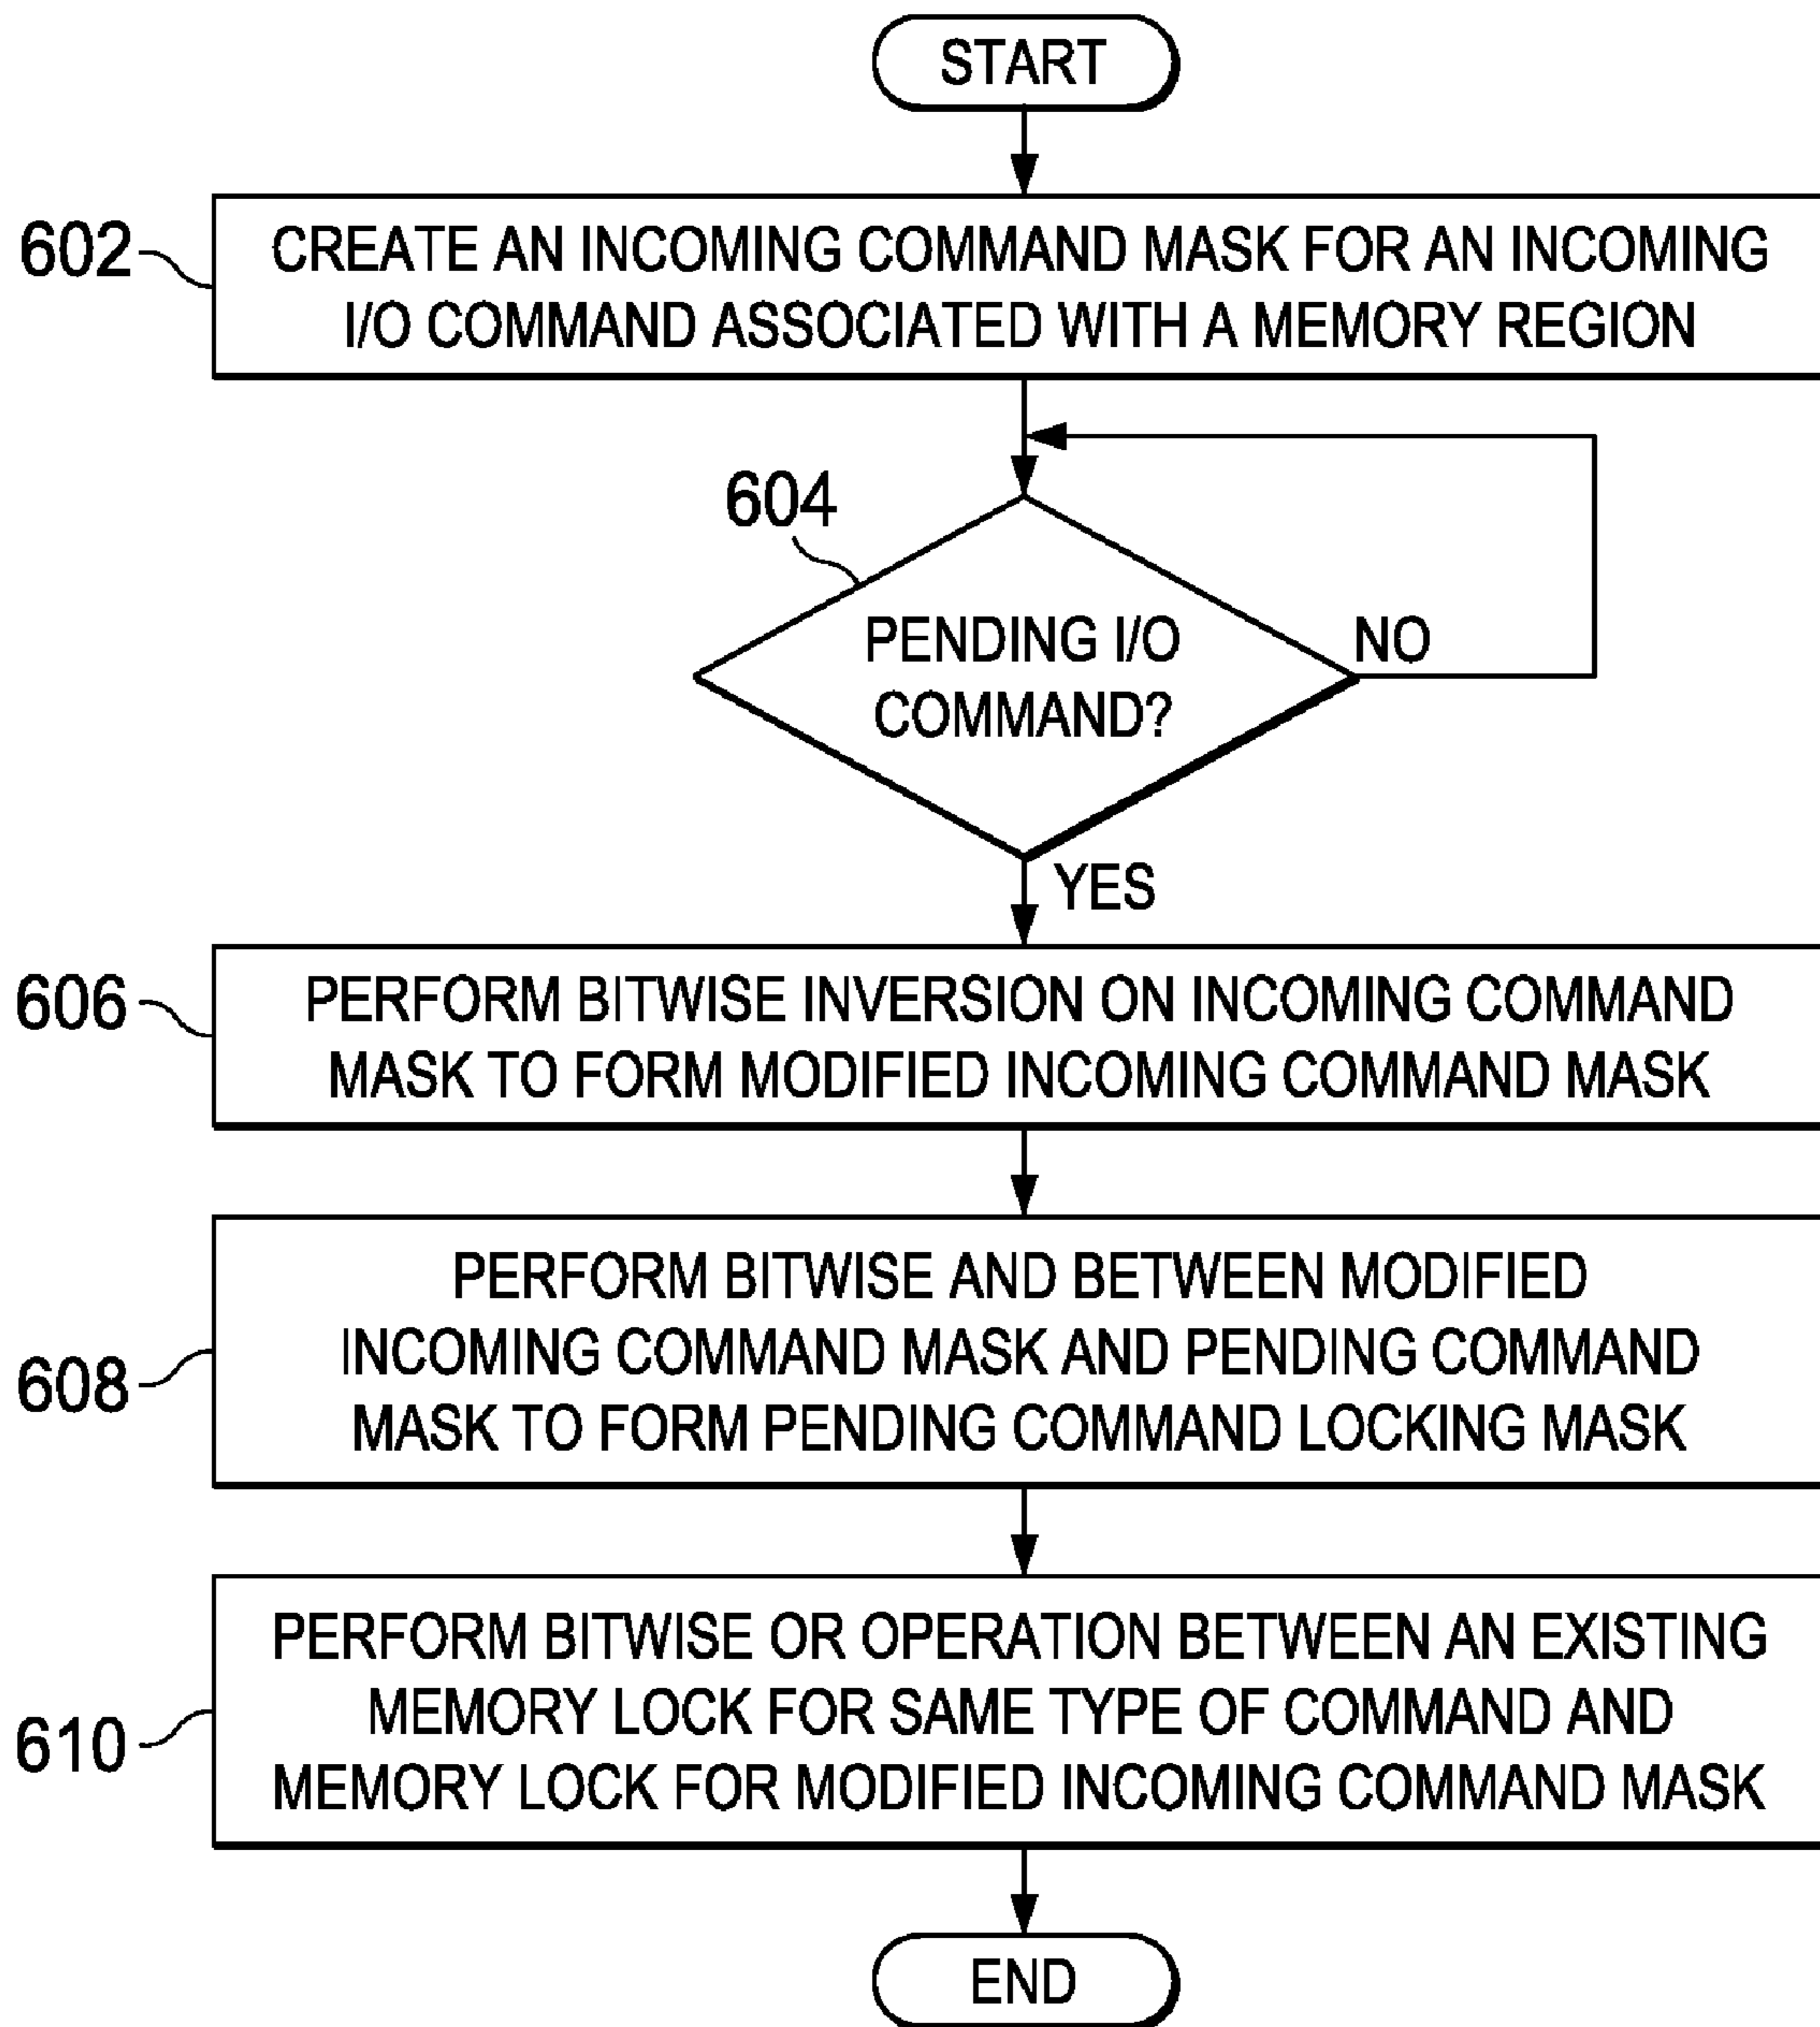 START
602
CREATE AN INCOMING COMMAND MASK FOR AN INCOMING
I/O COMMAND ASSOCIATED WITH A MEMORY REGION
604
PENDING I/O
COMMAND?
NO
YES
606
PERFORM BITWISE INVERSION ON INCOMING COMMAND
MASK TO FORM MODIFIED INCOMING COMMAND MASK
608
PERFORM BITWISE AND BETWEEN MODIFIED
INCOMING COMMAND MASK AND PENDING COMMAND
MASK TO FORM PENDING COMMAND LOCKING MASK
610
PERFORM BITWISE OR OPERATION BETWEEN AN EXISTING
MEMORY LOCK FOR SAME TYPE OF COMMAND AND
MEMORY LOCK FOR MODIFIED INCOMING COMMAND MASK
END